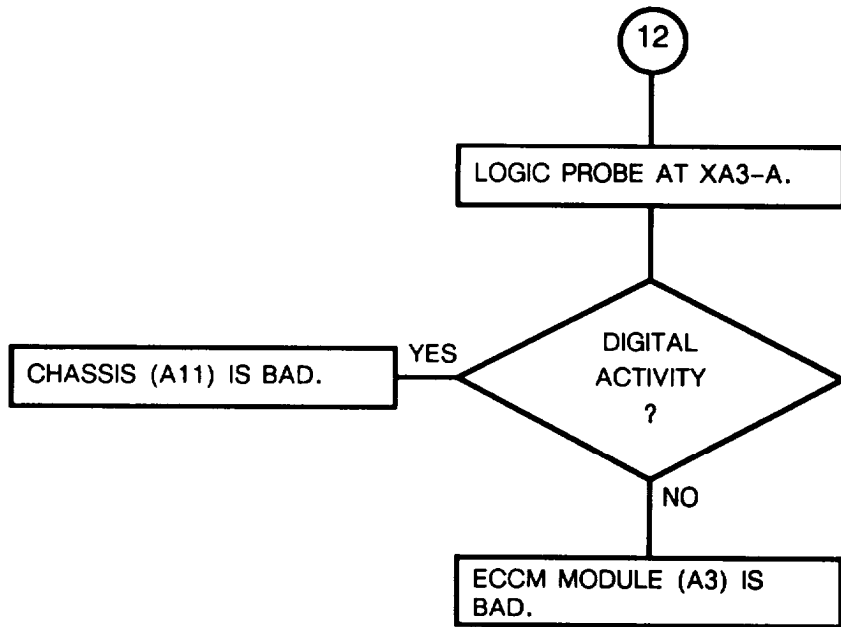 12
LOGIC PROBE AT XA3-A.
DIGITAL
ACTIVITY
?
YES
CHASSIS (A11) IS BAD.
NO
ECCM MODULE (A3) IS
BAD.